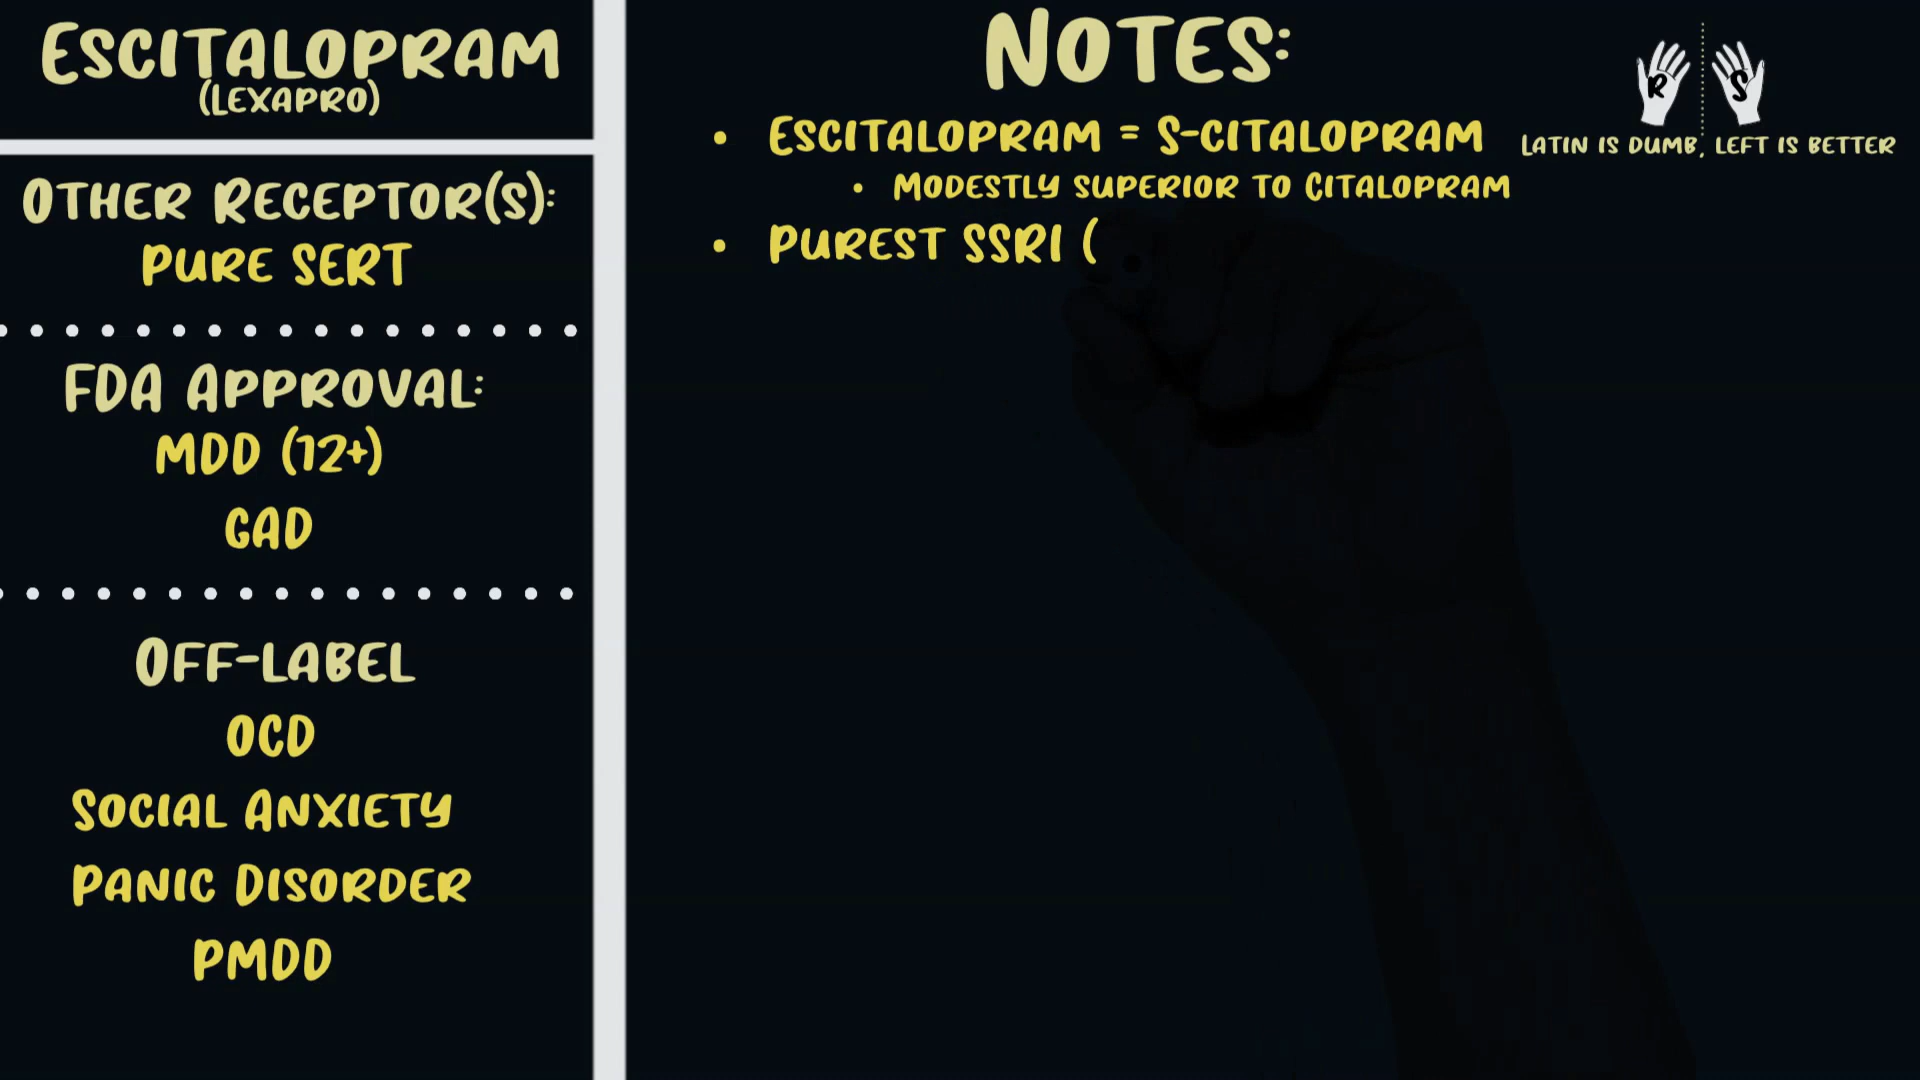 Escitalopram
(Lexapro)
Other Receptor(s):
Pure SERT
FDA Approval:
MDD (12+)
GAD
Off-label
OCD
Social Anxiety
Panic Disorder
PMDD
Notes:
• Escitalopram = S-citalopram
• Modestly superior to Citalopram
• Purest SSRI (
R S
Latin is dumb, left is better